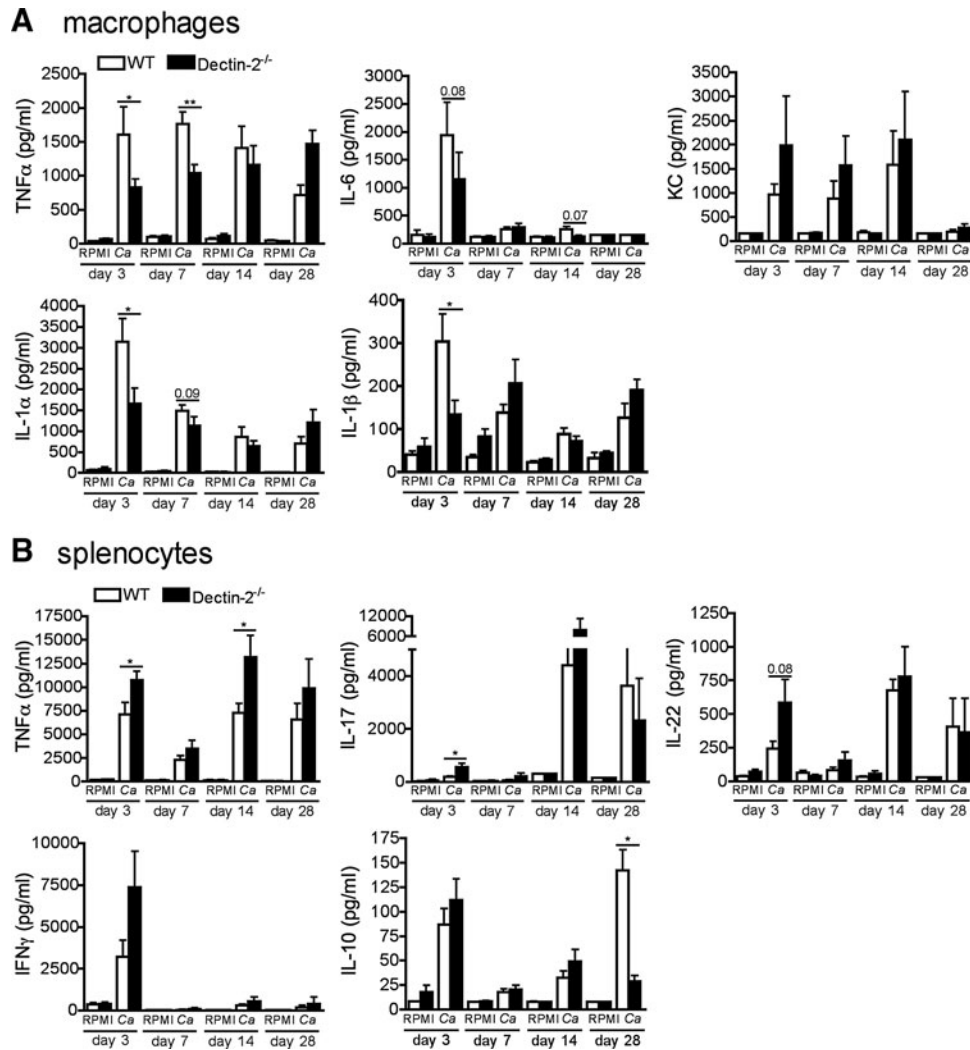 A macrophages
WT Dectin-2-/-
TNFα (pg/ml)
2500
2000
1500
1000
500
0
*
**
RPMI Ca RPMI Ca RPMI Ca RPMI Ca
day 3 day 7 day 14 day 28
IL-6 (pg/ml)
3000
2500
2000
1500
1000
500
0
0.08
0.07
RPMI Ca RPMI Ca RPMI Ca RPMI Ca
day 3 day 7 day 14 day 28
KC (pg/ml)
3500
3000
2500
2000
1500
1000
500
0
RPMI Ca RPMI Ca RPMI Ca RPMI Ca
day 3 day 7 day 14 day 28
IL-1α (pg/ml)
4000
3500
3000
2500
2000
1500
1000
500
0
*
0.09
RPMI Ca RPMI Ca RPMI Ca RPMI Ca
day 3 day 7 day 14 day 28
IL-1β (pg/ml)
400
300
200
100
0
*
RPMI Ca RPMI Ca RPMI Ca RPMI Ca
day 3 day 7 day 14 day 28
B splenocytes
WT Dectin-2-/-
TNFα (pg/ml)
17500
15000
12500
10000
7500
5000
2500
0
*
*
RPMI Ca RPMI Ca RPMI Ca RPMI Ca
day 3 day 7 day 14 day 28
IL-17 (pg/ml)
12000
6000
4000
2000
0
*
RPMI Ca RPMI Ca RPMI Ca RPMI Ca
day 3 day 7 day 14 day 28
IL-22 (pg/ml)
1250
1000
750
500
250
0
0.08
RPMI Ca RPMI Ca RPMI Ca RPMI Ca
day 3 day 7 day 14 day 28
IFNγ (pg/ml)
10000
7500
5000
2500
0
RPMI Ca RPMI Ca RPMI Ca RPMI Ca
day 3 day 7 day 14 day 28
IL-10 (pg/ml)
175
150
125
100
75
50
25
0
*
RPMI Ca RPMI Ca RPMI Ca RPMI Ca
day 3 day 7 day 14 day 28